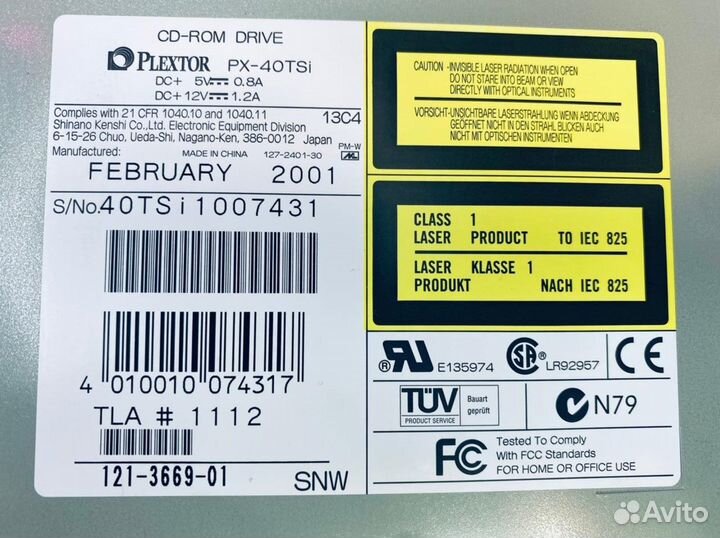 CD-ROM DRIVE
PLEXTOR PX-40TSi
DC+ 5V 0.8A
DC+12V 1.2A
Complies with 21 CFR 1040.10 and 1040.11 13C4
Shinano Kenshi Co.,Ltd. Electronic Equipment Division
6-15-26 Chuo, Ueda-Shi, Nagano-Ken, 386-0012 Japan
Manufactured: MADE IN CHINA 127-2401-30 PM-W
FEBRUARY 2001
S/No.40TSi1007431
4 010010 074317
TLA # 1112
121-3669-01 SNW
CAUTION -INVISIBLE LASER RADIATION WHEN OPEN
DO NOT STARE INTO BEAM OR VIEW
DIRECTLY WITH OPTICAL INSTRUMENTS
VORSICHT-UNSICHTBARE LASERSTRAHLUNG WENN ABDECKUNG
GEÖFFNET NICHT IN DEN STRAHL BLICKEN AUCH
NICHT MIT OPTISCHEN INSTRUMENTEN
CLASS 1
LASER PRODUCT TO IEC 825
LASER KLASSE 1
PRODUKT NACH IEC 825
® E135974 SA ® LR92957 CE
TÜV Bauart
PRODUCT SERVICE geprüft
N79
FC Tested To Comply
With FCC Standards
FOR HOME OR OFFICE USE
Avito